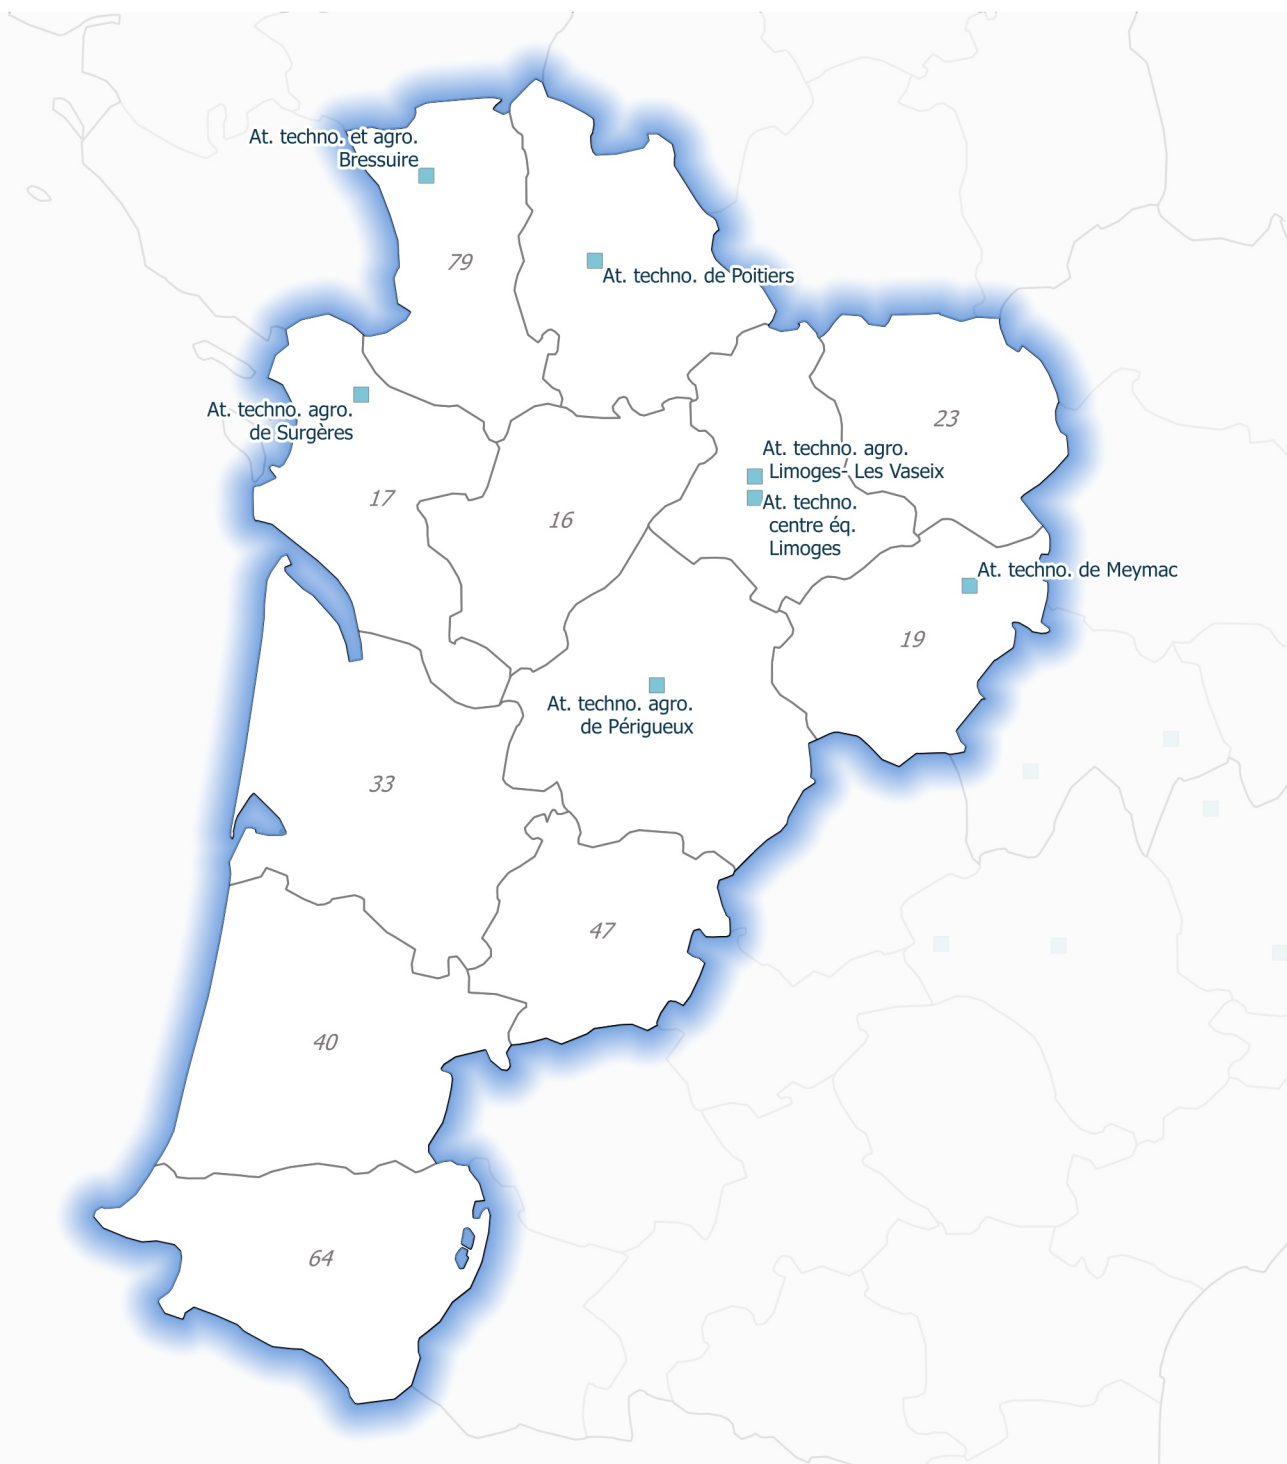 At. techno. et agro.
Bressuire
79
At. techno. de Poitiers
At. techno. agro.
de Surgères
17
16
23
At. techno. agro.
Limoges- Les Vaseix
At. techno.
centre éq.
Limoges
At. techno. de Meymac
19
At. techno. agro.
de Périgueux
33
47
40
64